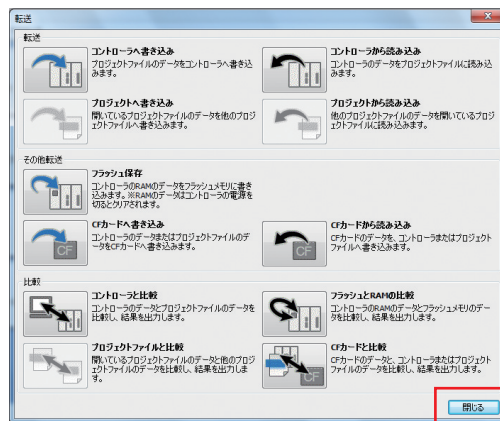 転送
転送
コントローラへ書き込み
プロジェクトファイルのデータをコントローラへ書き込
みます。
コントローラから読み込み
コントローラのデータをプロジェクトファイルに読み込
みます。
プロジェクトへ書き込み
開いているプロジェクトファイルのデータを他のプロジ
ェクトファイルへ書き込みます。
プロジェクトから読み込み
他のプロジェクトファイルのデータを開いているプロジ
ェクトファイルに読み込みます。
その他転送
フラッシュ保存
コントローラのRAMのデータをフラッシュメモリに書き
込みます。※RAMのデータはコントローラの電源を
切るとクリアされます。
CFカードへ書き込み
コントローラのデータまたはプロジェクトファイルのデ
ータをCFカードへ書き込みます。
CF
CFカードから読み込み
CFカードのデータを、コントローラまたはプロジェクト
ファイルへ書き込みます。
CF
比較
コントローラと比較
コントローラのデータとプロジェクトファイルのデータを
比較し、結果を出力します。
フラッシュとRAMの比較
コントローラのRAMのデータとフラッシュメモリのデー
タを比較し、結果を出力します。
プロジェクトファイルと比較
開いているプロジェクトファイルのデータと他のプロジ
ェクトファイルのデータを比較し、結果を出力しま
す。
CFカードと比較
CFカードのデータと、コントローラまたはプロジェクト
ファイルのデータを比較し、結果を出力します。
CF
閉じる